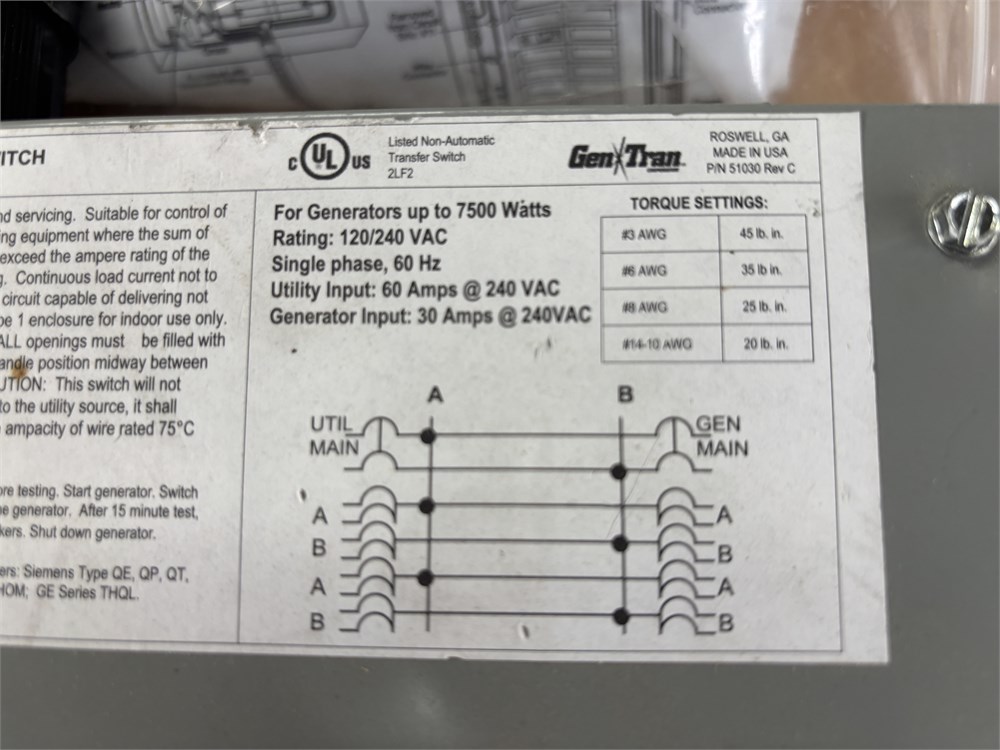 ITCH
c UL US
Listed Non-Automatic
Transfer Switch
2LF2
GenTran
ROSWELL, GA
MADE IN USA
P/N 51030 Rev C
nd servicing. Suitable for control of
ing equipment where the sum of
exceed the ampere rating of the
g. Continuous load current not to
circuit capable of delivering not
pe 1 enclosure for indoor use only.
ALL openings must be filled with
andle position midway between
UTION: This switch will not
to the utility source, it shall
ampacity of wire rated 75°C
ore testing. Start generator. Switch
he generator. After 15 minute test,
kers. Shut down generator.
ers: Siemens Type QE, QP, QT,
HOM; GE Series THQL.
For Generators up to 7500 Watts
Rating: 120/240 VAC
Single phase, 60 Hz
Utility Input: 60 Amps @ 240 VAC
Generator Input: 30 Amps @ 240VAC
TORQUE SETTINGS:
#3 AWG 45 lb. in.
#6 AWG 35 lb in.
#8 AWG 25 lb. in.
#14-10 AWG 20 lb. in.
A B
UTIL GEN
MAIN MAIN
A A
B B
A A
B B